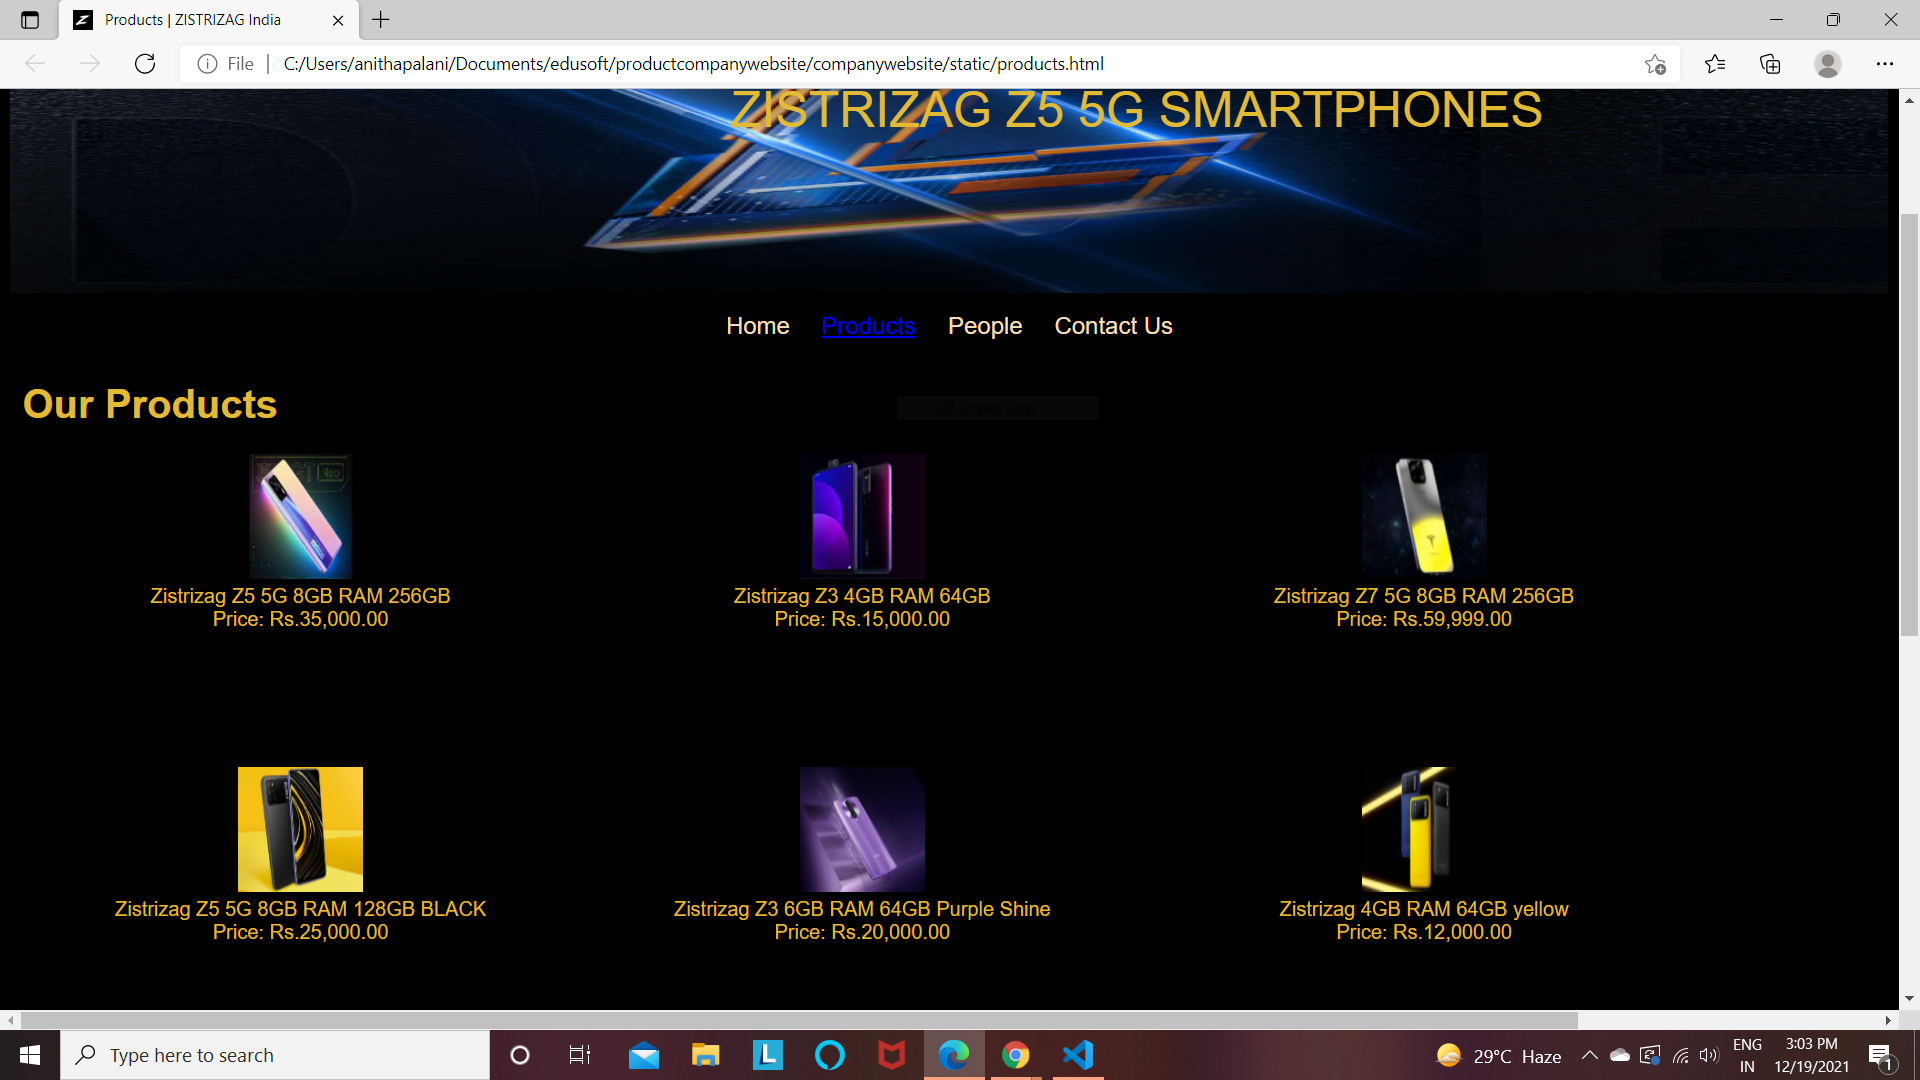 Products | ZISTRIZAG India
File
C:/Users/anithapalani/Documents/edusoft/productcompanywebsite/companywebsite/static/products.html
ZISTRIZAG Z5 5G SMARTPHONES
Home Products People Contact Us
Our Products
Full-screen Snip
Zistrizag Z5 5G 8GB RAM 256GB
Price: Rs.35,000.00
Zistrizag Z3 4GB RAM 64GB
Price: Rs.15,000.00
Zistrizag Z7 5G 8GB RAM 256GB
Price: Rs.59,999.00
Zistrizag Z5 5G 8GB RAM 128GB BLACK
Price: Rs.25,000.00
Zistrizag Z3 6GB RAM 64GB Purple Shine
Price: Rs.20,000.00
Zistrizag 4GB RAM 64GB yellow
Price: Rs.12,000.00
Type here to search
L
29°C Haze
ENG
IN
3:03 PM
12/19/2021
1